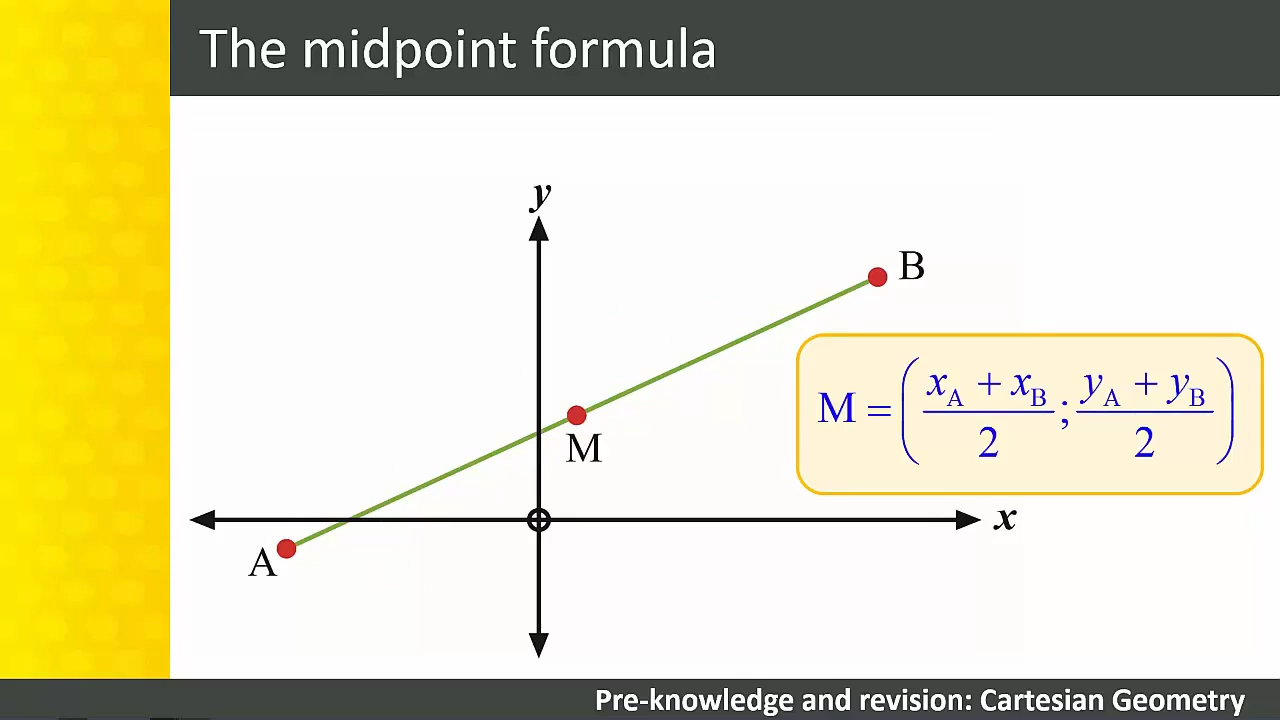 The midpoint formula
y
B
M = ( x_A + x_B / 2 ; y_A + y_B / 2 )
M
x
A
Pre-knowledge and revision: Cartesian Geometry